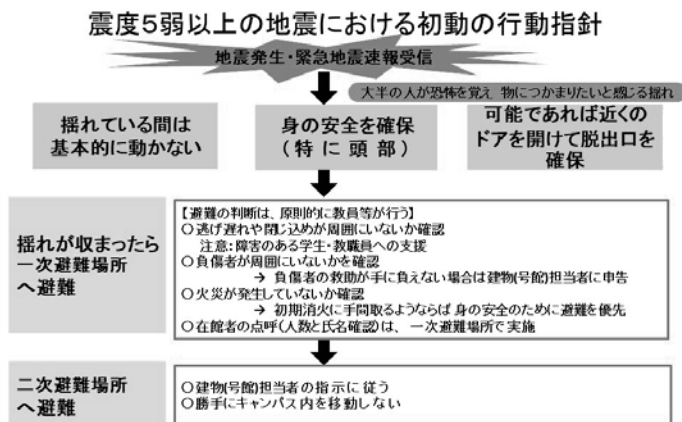 震度5弱以上の地震における初動の行動指針
地震発生・緊急地震速報受信
大半の人が恐怖を覚え 物につかまりたいと感じる揺れ
揺れている間は
基本的に動かない
身の安全を確保
(特に頭部)
可能であれば近くの
ドアを開けて脱出口を
確保
揺れが収まったら
一次避難場所
へ避難
【避難の判断は、原則的に教員等が行う】
○逃げ遅れや閉じ込めが周囲にいないか確認
注意:障害のある学生・教職員への支援
○負傷者が周囲にいないかを確認
→ 負傷者の救助が手に負えない場合は建物(号館)担当者に申告
○火災が発生していないか確認
→ 初期消火に手間取るようならば 身の安全のために避難を優先
○在館者の点呼(人数と氏名確認)は、一次避難場所で実施
二次避難場所
へ避難
○建物(号館)担当者の指示に従う
○勝手にキャンパス内を移動しない